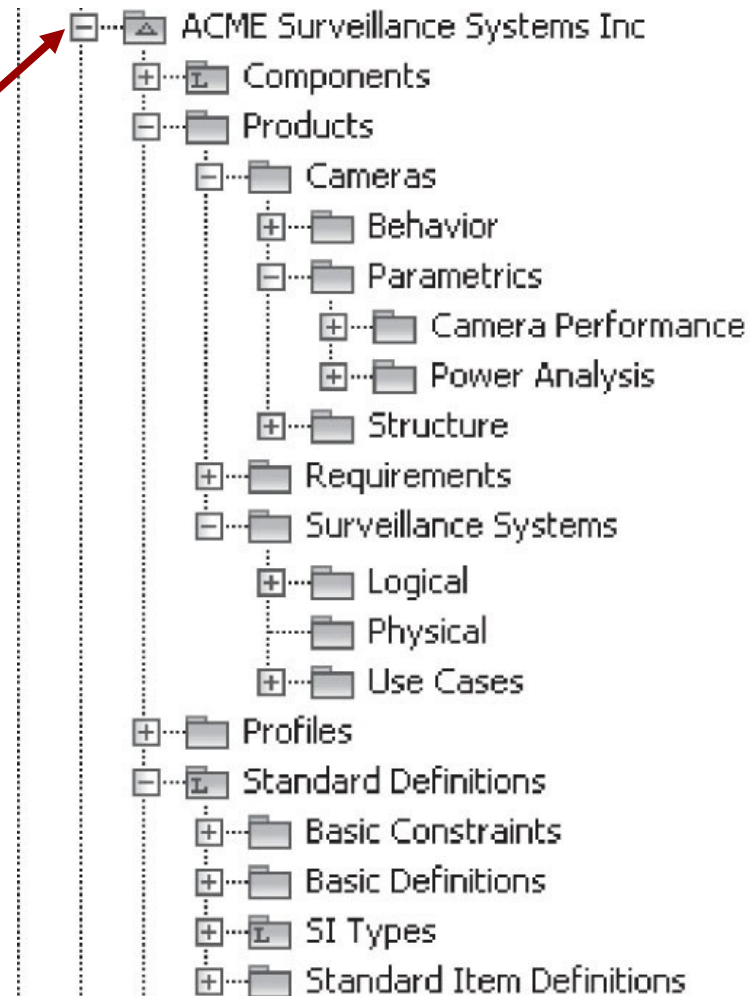 ACME Surveillance Systems Inc
L Components
Products
Cameras
Behavior
Parametrics
Camera Performance
Power Analysis
Structure
Requirements
Surveillance Systems
Logical
Physical
Use Cases
Profiles
L Standard Definitions
Basic Constraints
Basic Definitions
L SI Types
Standard Item Definitions